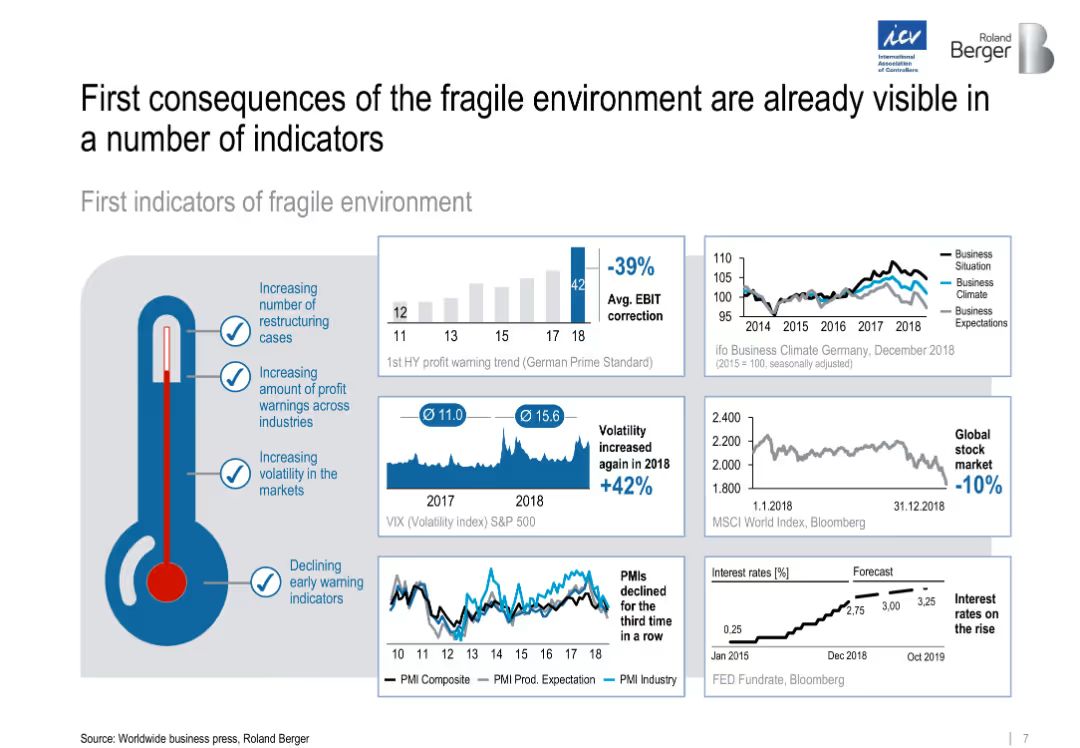 icv
International
Association
of Controllers
Roland
Berger
First consequences of the fragile environment are already visible in
a number of indicators
First indicators of fragile environment
Increasing
number of
restructuring
cases
Increasing
amount of profit
warnings across
industries
Increasing
volatility in the
markets
Declining
early warning
indicators
12
42
11 13 15 17 18
-39%
Avg. EBIT
correction
1st HY profit warning trend (German Prime Standard)
110
105
100
95
2014 2015 2016 2017 2018
Business
Situation
Business
Climate
Business
Expectations
ifo Business Climate Germany, December 2018
(2015 = 100, seasonally adjusted)
Ø 11.0 Ø 15.6
2017 2018
Volatility
increased
again in 2018
+42%
VIX (Volatility index) S&P 500
2.400
2.200
2.000
1.800
1.1.2018 31.12.2018
Global
stock
market
-10%
MSCI World Index, Bloomberg
10 11 12 13 14 15 16 17 18
PMI Composite PMI Prod. Expectation PMI Industry
PMIs
declined
for the
third time
in a row
Interest rates [%] Forecast
0,25
2,75 3,00 3,25
Jan 2015 Dec 2018 Oct 2019
Interest
rates on
the rise
FED Fundrate, Bloomberg
Source: Worldwide business press, Roland Berger
7